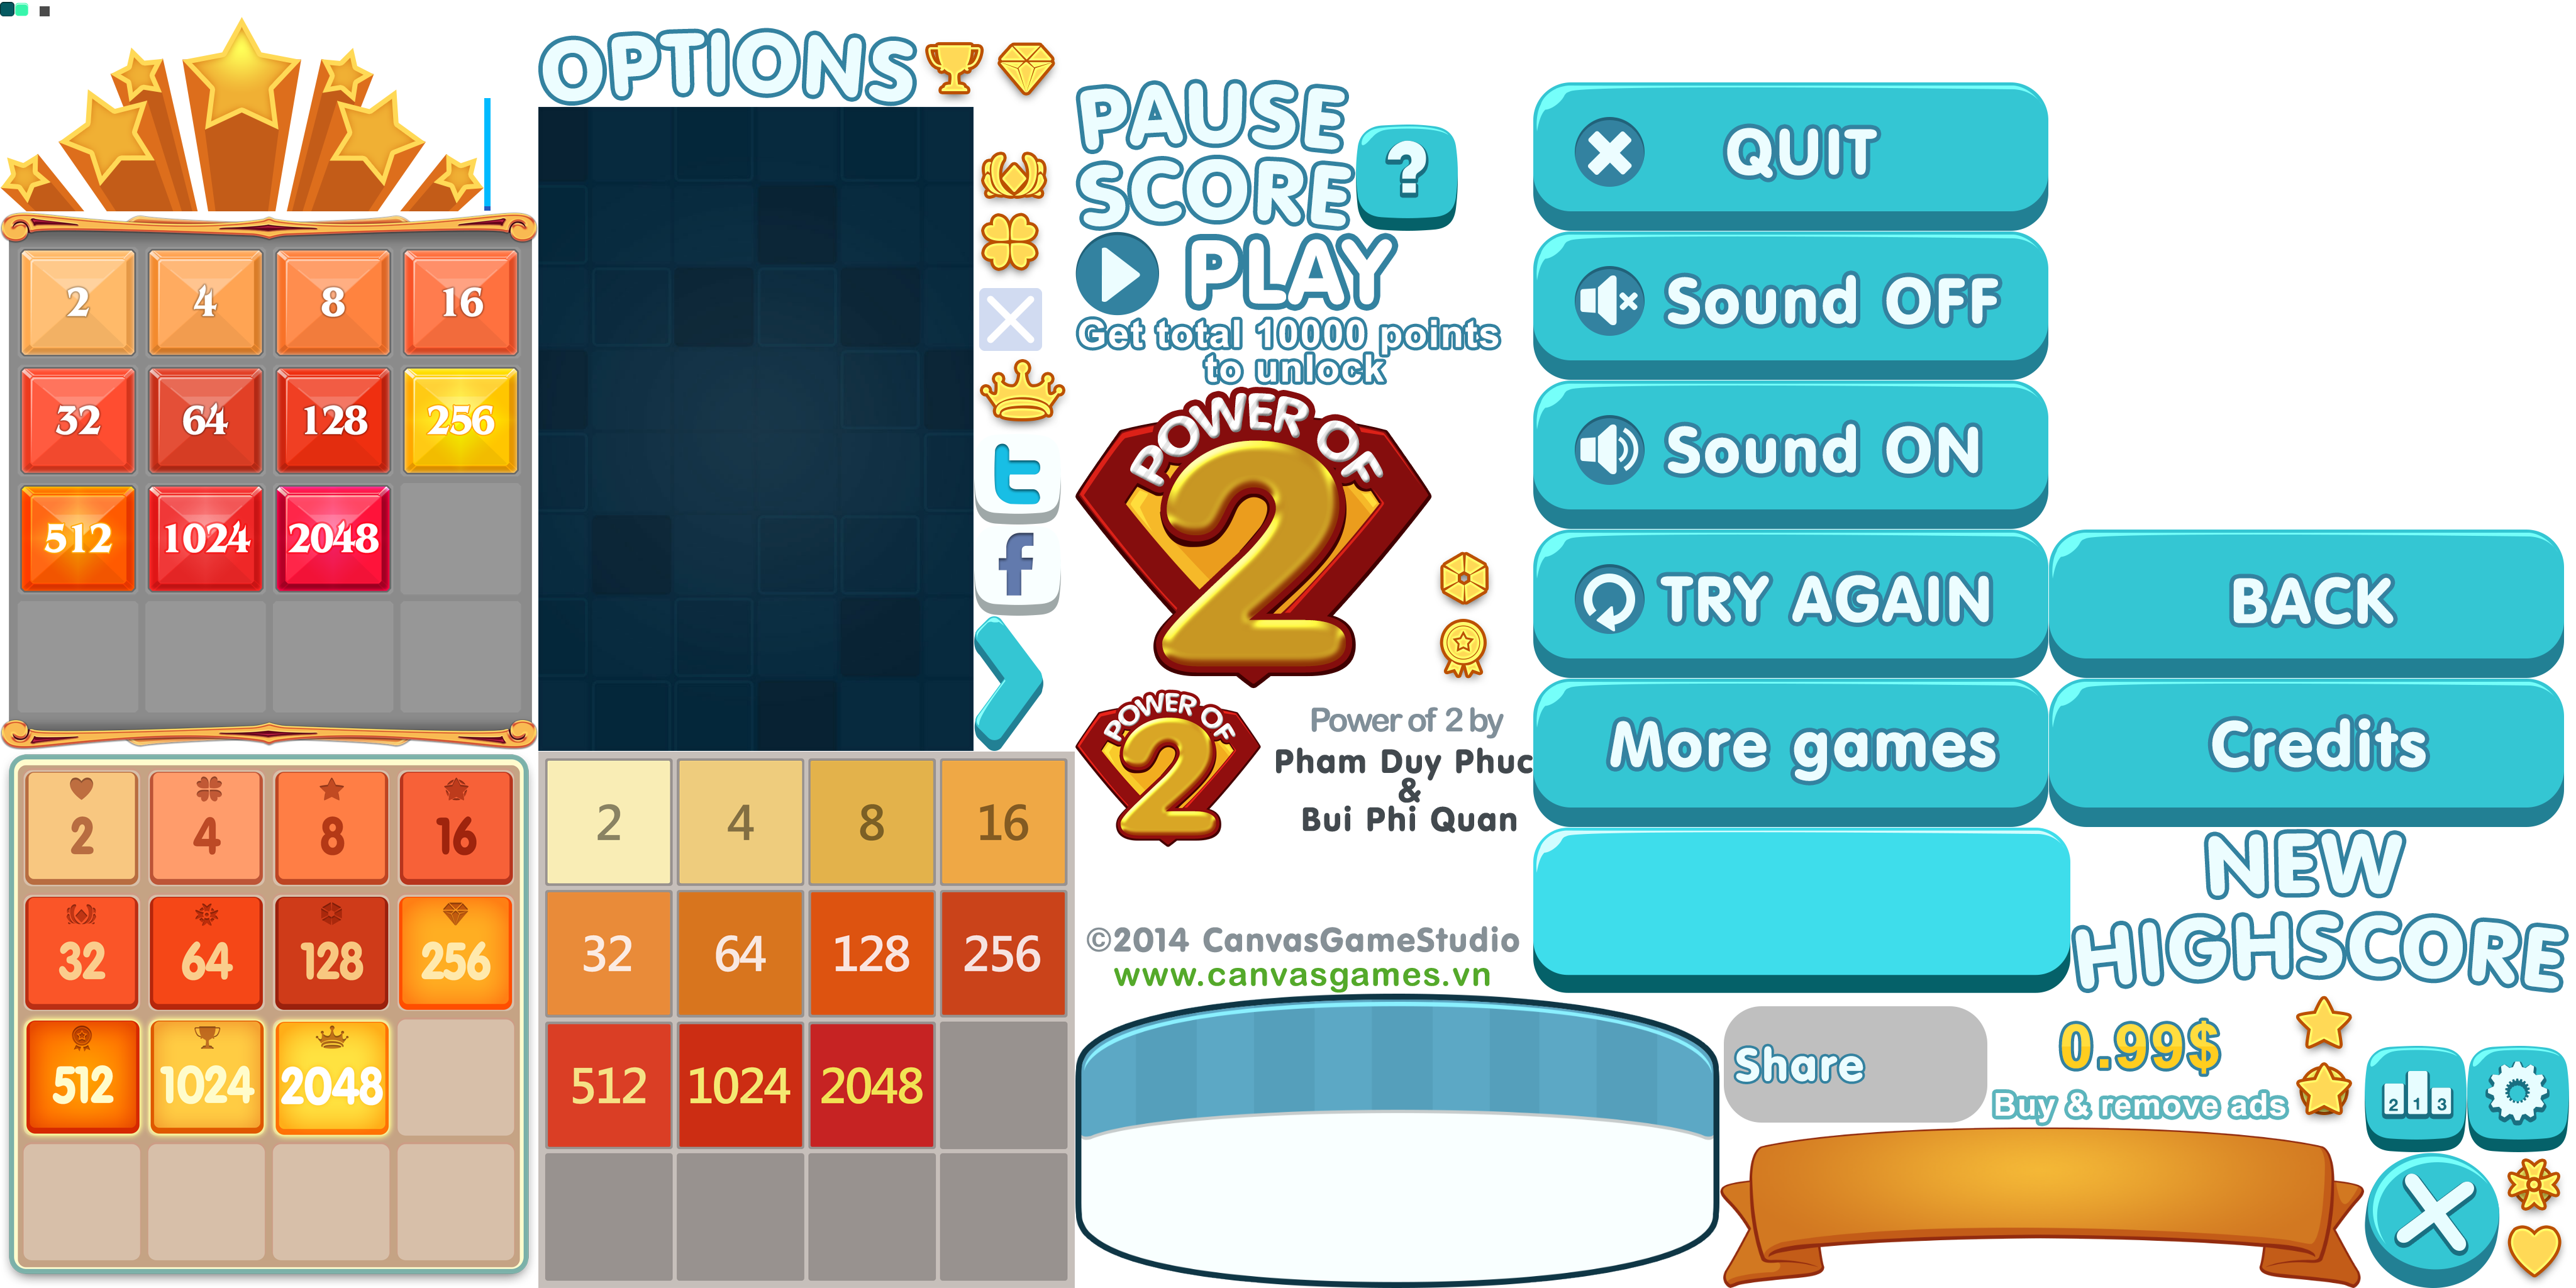 OPTIONS
2 4 8 16
32 64 128 256
512 1024 2048
2 4 8 16
32 64 128 256
512 1024 2048
2 4 8 16
32 64 128 256
512 1024 2048
t
f
PAUSE
SCORE
?
PLAY
Get total 10000 points
to unlock
POWER OF
2
POWER OF
2
Power of 2 by
Pham Duy Phuc
&
Bui Phi Quan
©2014 CanvasGameStudio
www.canvasgames.vn
QUIT
Sound OFF
Sound ON
TRY AGAIN
More games
BACK
Credits
NEW
HIGHSCORE
Share
0.99$
Buy & remove ads
2 1 3